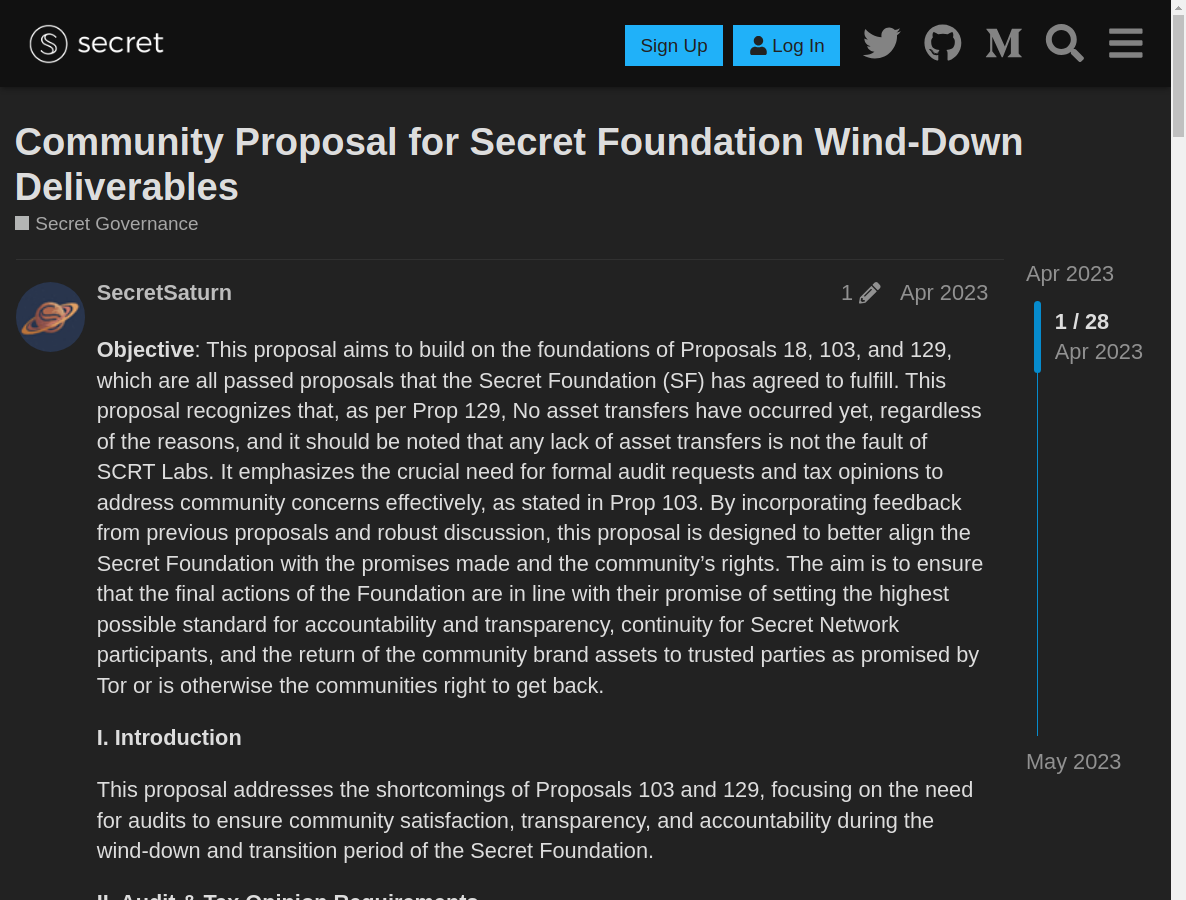 secret
Sign Up
Log In
Community Proposal for Secret Foundation Wind-Down
Deliverables
Secret Governance
SecretSaturn
1
Apr 2023
Objective: This proposal aims to build on the foundations of Proposals 18, 103, and 129,
which are all passed proposals that the Secret Foundation (SF) has agreed to fulfill. This
proposal recognizes that, as per Prop 129, No asset transfers have occurred yet, regardless
of the reasons, and it should be noted that any lack of asset transfers is not the fault of
SCRT Labs. It emphasizes the crucial need for formal audit requests and tax opinions to
address community concerns effectively, as stated in Prop 103. By incorporating feedback
from previous proposals and robust discussion, this proposal is designed to better align the
Secret Foundation with the promises made and the community’s rights. The aim is to ensure
that the final actions of the Foundation are in line with their promise of setting the highest
possible standard for accountability and transparency, continuity for Secret Network
participants, and the return of the community brand assets to trusted parties as promised by
Tor or is otherwise the communities right to get back.
I. Introduction
This proposal addresses the shortcomings of Proposals 103 and 129, focusing on the need
for audits to ensure community satisfaction, transparency, and accountability during the
wind-down and transition period of the Secret Foundation.
II. Audit & Tax Opinion Requirements
Apr 2023
1 / 28
Apr 2023
May 2023